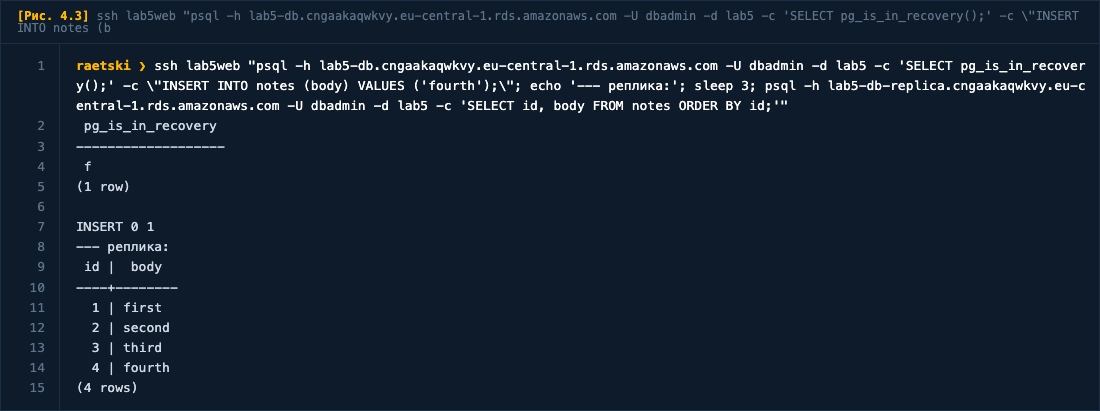 [Рис. 4.3] ssh lab5web "psql -h lab5-db.cngaakaqwkvy.eu-central-1.rds.amazonaws.com -U dbadmin -d lab5 -c 'SELECT pg_is_in_recovery();' -c \"INSERT
INTO notes (b
1 raetski ❯ ssh lab5web "psql -h lab5-db.cngaakaqwkvy.eu-central-1.rds.amazonaws.com -U dbadmin -d lab5 -c 'SELECT pg_is_in_recover
y();' -c \"INSERT INTO notes (body) VALUES ('fourth');\"; echo '--- реплика:'; sleep 3; psql -h lab5-db-replica.cngaakaqwkvy.eu-c
entral-1.rds.amazonaws.com -U dbadmin -d lab5 -c 'SELECT id, body FROM notes ORDER BY id;'"
2 pg_is_in_recovery
3 -------------------
4 f
5 (1 row)
6
7 INSERT 0 1
8 --- реплика:
9 id | body
10 ----+--------
11 1 | first
12 2 | second
13 3 | third
14 4 | fourth
15 (4 rows)